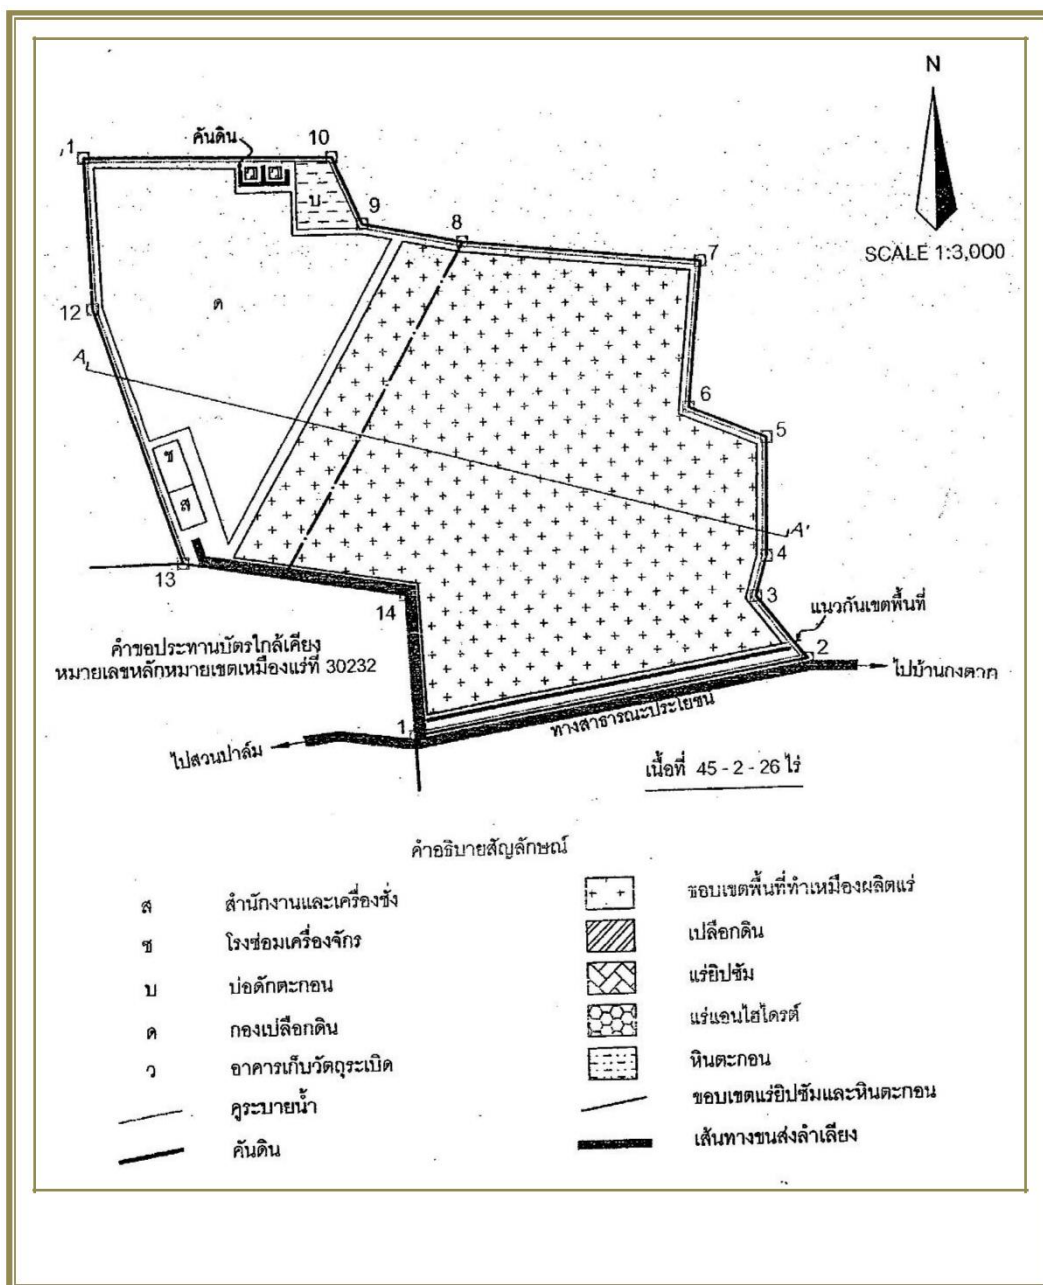 N
SCALE 1:3,000
คันดิน
10
9
8
7
บ
12
ด
A
6
5
ซ
ส
A'
4
13
14
3
แนวกันเขตพื้นที่
2
คำขอประทานบัตรใกล้เคียง
หมายเลขหลักหมายเขตเหมืองแร่ที่ 30232
ไปบ้านกงตาก
1
ทางสาธารณะประโยชน์
ไปสวนปาล์ม
เนื้อที่ 45 - 2 - 26 ไร่
คำอธิบายสัญลักษณ์
ส สำนักงานและเครื่องชั่ง
ซ โรงซ่อมเครื่องจักร
บ บ่อดักตะกอน
ด กองเปลือกดิน
ว อาคารเก็บวัตถุระเบิด
คูระบายน้ำ
คันดิน
ขอบเขตพื้นที่ทำเหมืองผลิตแร่
เปลือกดิน
แร่ยิปซัม
แร่แอนไฮไดรต์
หินตะกอน
ขอบเขตแร่ยิปซัมและหินตะกอน
เส้นทางขนส่งลำเลียง